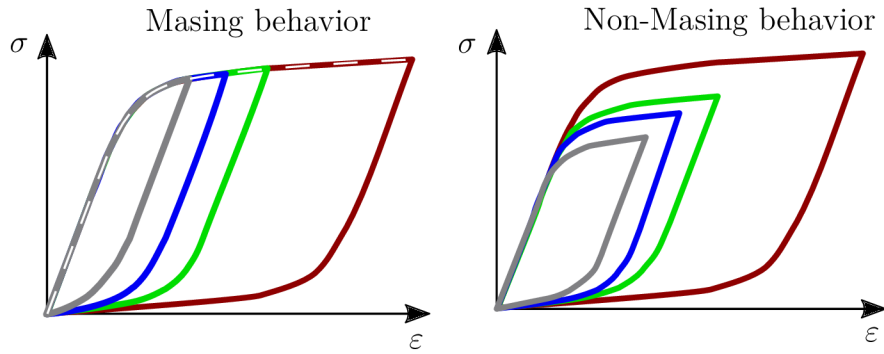 Masing behavior
Non-Masing behavior
σ
σ
ε
ε